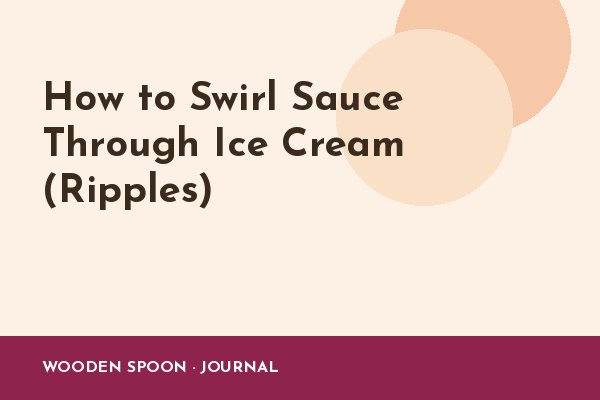 How to Swirl Sauce
Through Ice Cream
(Ripples)
WOODEN SPOON · JOURNAL